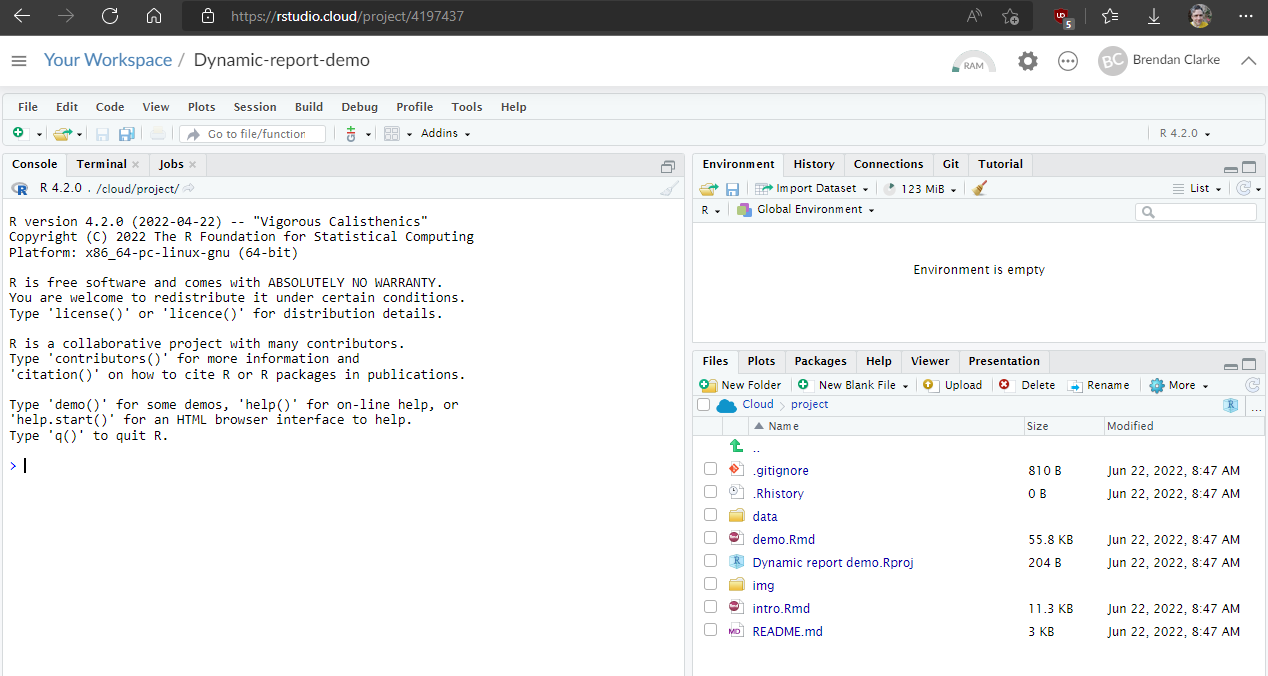 https://rstudio.cloud/project/4197437
5
Your Workspace / Dynamic-report-demo
RAM
BC Brendan Clarke
File Edit Code View Plots Session Build Debug Profile Tools Help
Go to file/function
Addins
R 4.2.0
Console Terminal Jobs
R 4.2.0 . /cloud/project/
R version 4.2.0 (2022-04-22) -- "Vigorous Calisthenics"
Copyright (C) 2022 The R Foundation for Statistical Computing
Platform: x86_64-pc-linux-gnu (64-bit)
R is free software and comes with ABSOLUTELY NO WARRANTY.
You are welcome to redistribute it under certain conditions.
Type 'license()' or 'licence()' for distribution details.
R is a collaborative project with many contributors.
Type 'contributors()' for more information and
'citation()' on how to cite R or R packages in publications.
Type 'demo()' for some demos, 'help()' for on-line help, or
'help.start()' for an HTML browser interface to help.
Type 'q()' to quit R.
>
Environment History Connections Git Tutorial
Import Dataset 123 MiB List
R Global Environment
Environment is empty
Files Plots Packages Help Viewer Presentation
New Folder New Blank File Upload Delete Rename More
Cloud project ...
Name Size Modified
..
.gitignore 810 B Jun 22, 2022, 8:47 AM
.Rhistory 0 B Jun 22, 2022, 8:47 AM
data
demo.Rmd 55.8 KB Jun 22, 2022, 8:47 AM
Dynamic report demo.Rproj 204 B Jun 22, 2022, 8:47 AM
img
intro.Rmd 11.3 KB Jun 22, 2022, 8:47 AM
README.md 3 KB Jun 22, 2022, 8:47 AM